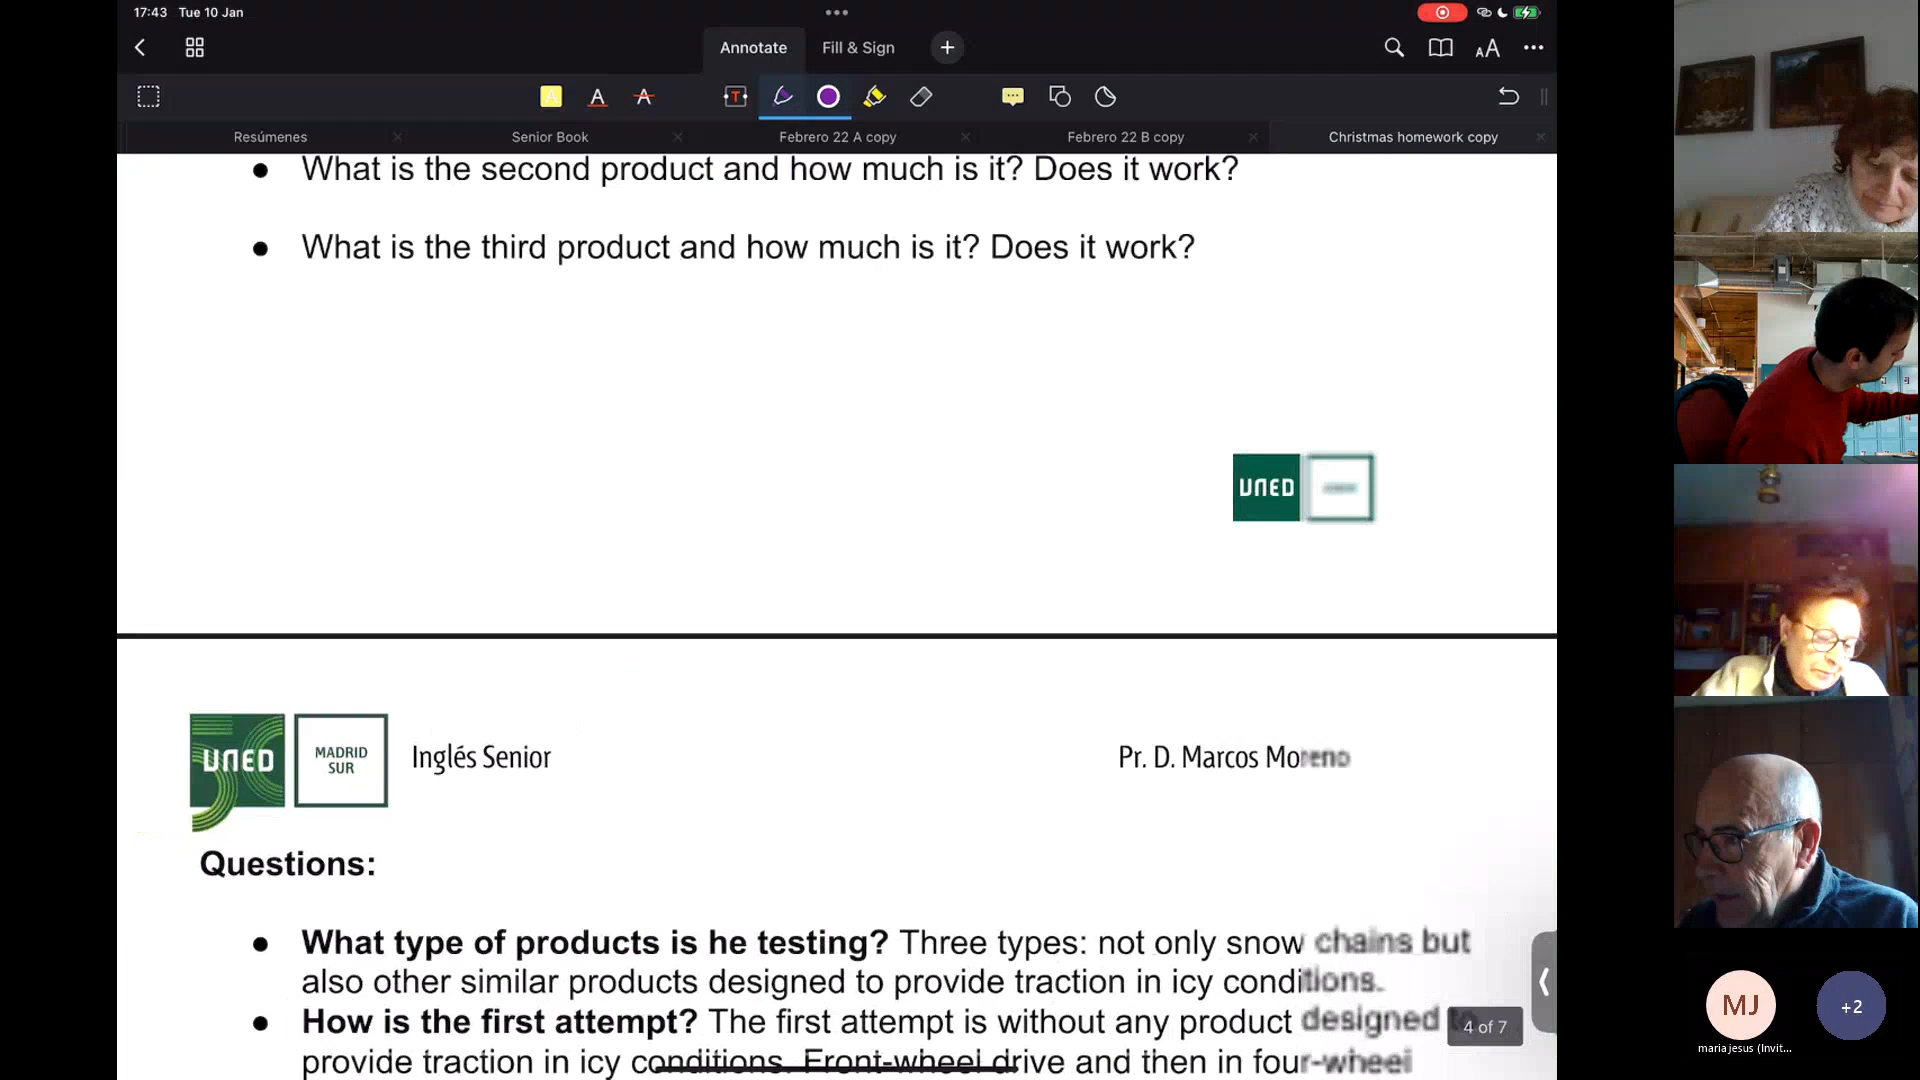 17:43 Tue 10 Jan
Annotate Fill & Sign
AA
A A A T
Resúmenes Senior Book Febrero 22 A copy Febrero 22 B copy Christmas homework copy
● What is the second product and how much is it? Does it work?
● What is the third product and how much is it? Does it work?
UNED
UNED MADRID SUR Inglés Senior Pr. D. Marcos Moreno
Questions:
● What type of products is he testing? Three types: not only snow chains but
also other similar products designed to provide traction in icy conditions.
● How is the first attempt? The first attempt is without any product designed to
provide traction in icy conditions. Front-wheel drive and then in four-wheel
4 of 7
MJ
+2
maria jesus (Invit...